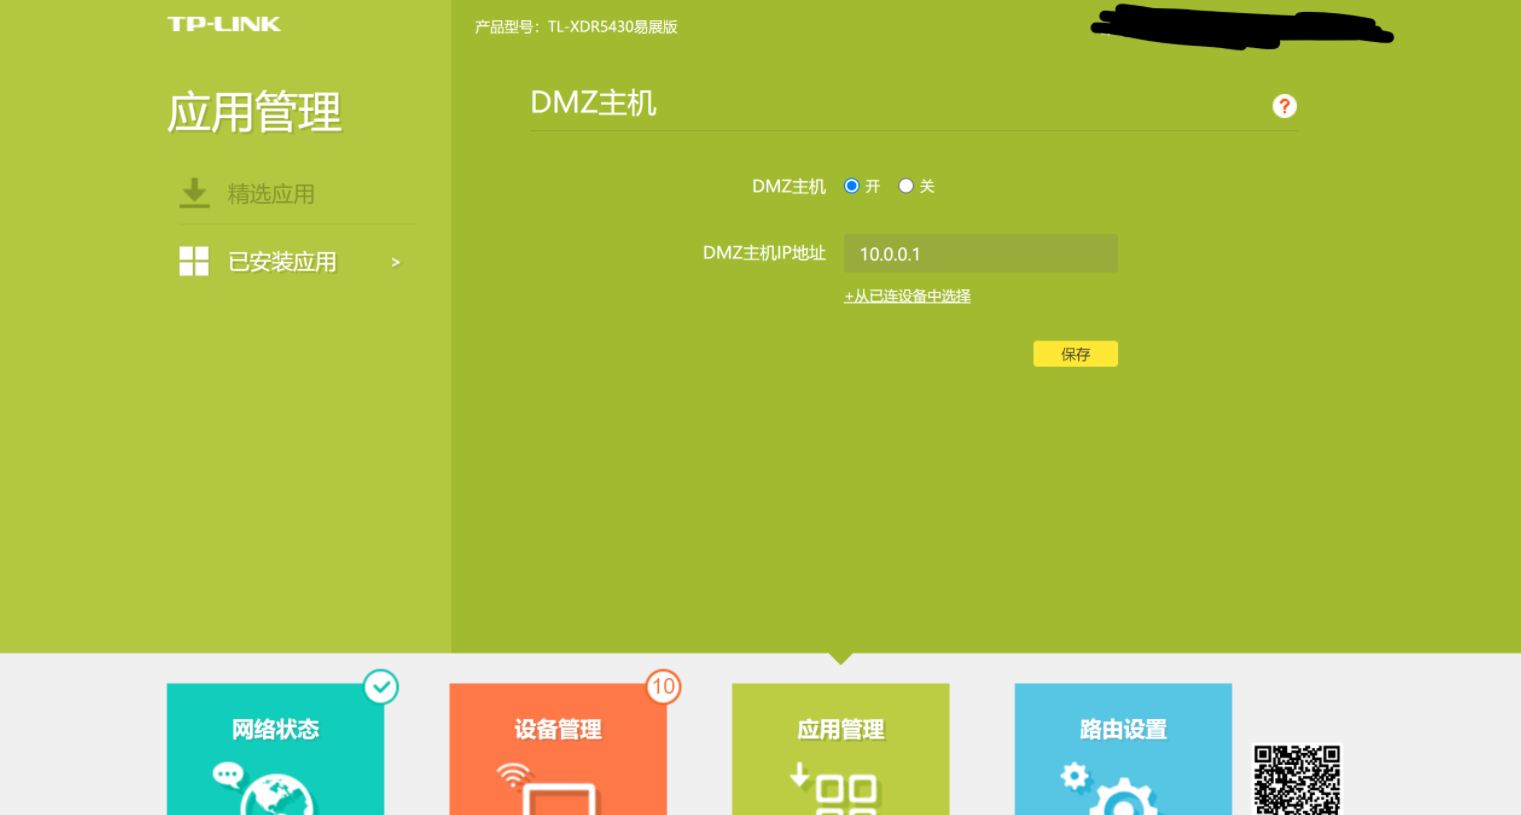 TP-LINK
产品型号：TL-XDR5430易展版
应用管理
精选应用
已安装应用 >
DMZ主机
?
DMZ主机 开 关
DMZ主机IP地址 10.0.0.1
+从已连设备中选择
保存
网络状态
10
设备管理
应用管理
路由设置